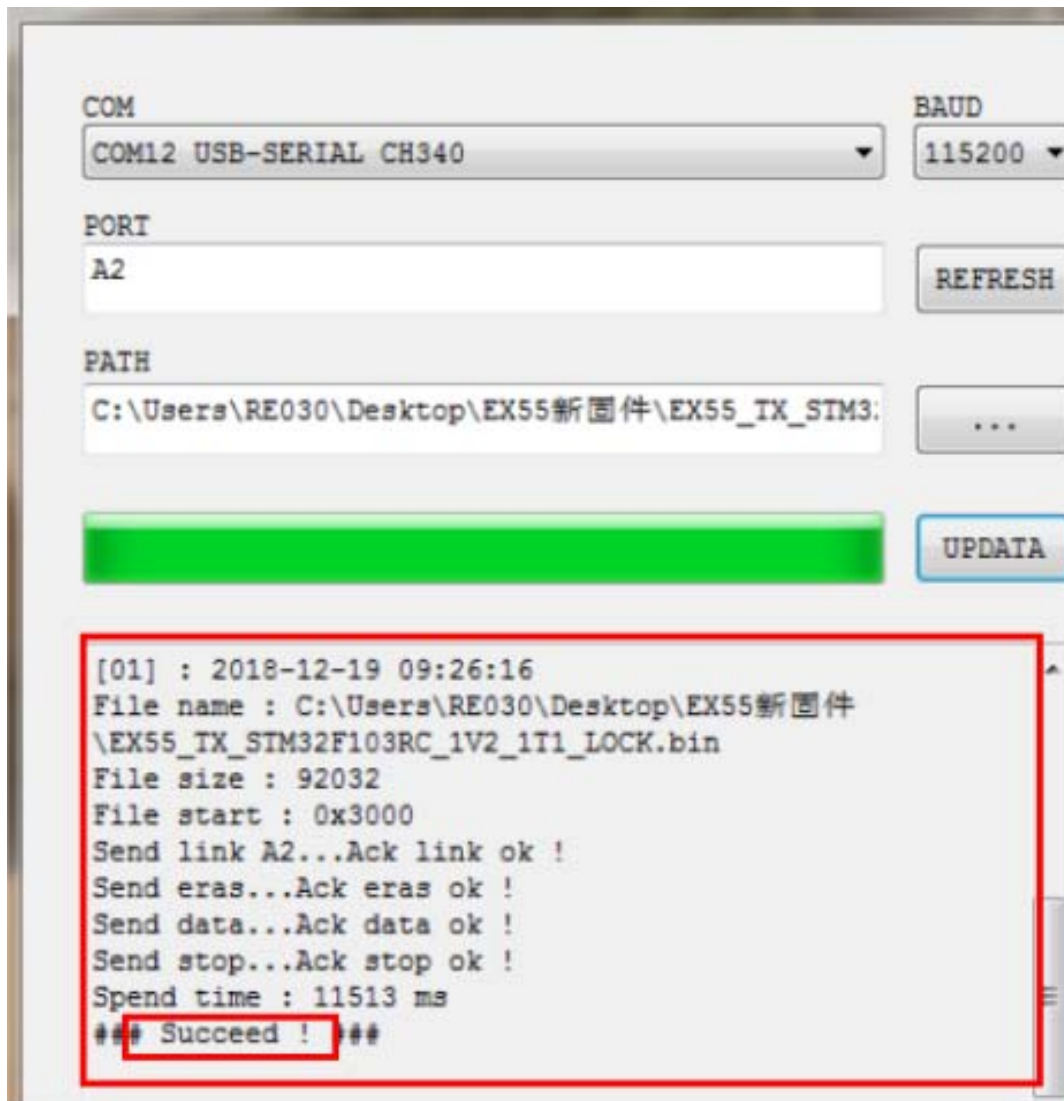 COM
BAUD
COM12 USB-SERIAL CH340
115200
PORT
A2
REFRESH
PATH
C:\Users\RE030\Desktop\EX55新固件\EX55_TX_STM32
...
UPDATA
[01] : 2018-12-19 09:26:16
File name : C:\Users\RE030\Desktop\EX55新固件
\EX55_TX_STM32F103RC_1V2_1T1_LOCK.bin
File size : 92032
File start : 0x3000
Send link A2...Ack link ok !
Send eras...Ack eras ok !
Send data...Ack data ok !
Send stop...Ack stop ok !
Spend time : 11513 ms
### Succeed ! ###